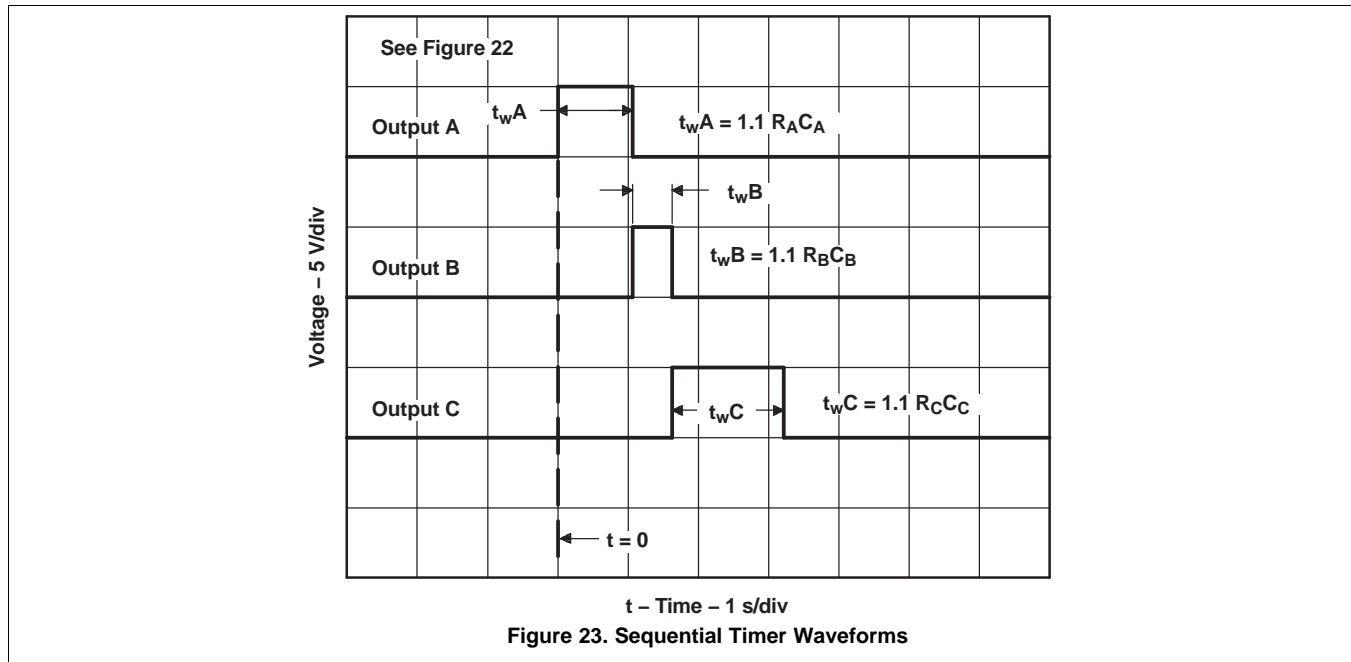 See Figure 22
twA
Output A
twA = 1.1 RACA
twB
Output B
twB = 1.1 RBCB
Output C
twC
twC = 1.1 RCCC
t = 0
Voltage – 5 V/div
t – Time – 1 s/div
Figure 23. Sequential Timer Waveforms